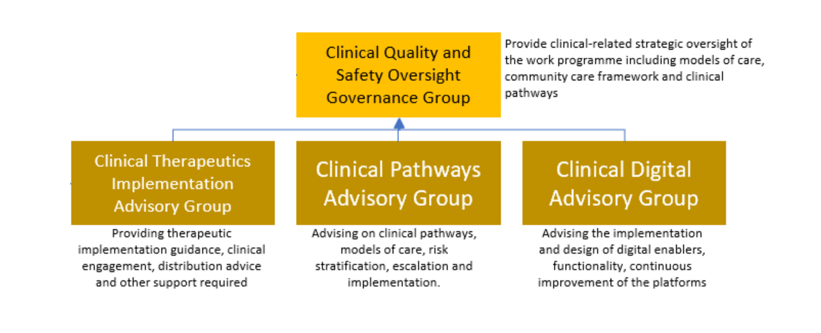 Clinical Quality and
Safety Oversight
Governance Group
Provide clinical-related strategic oversight of
the work programme including models of care,
community care framework and clinical
pathways
Clinical Therapeutics
Implementation
Advisory Group
Providing therapeutic
implementation guidance, clinical
engagement, distribution advice
and other support required
Clinical Pathways
Advisory Group
Advising on clinical pathways,
models of care, risk
stratification, escalation and
implementation.
Clinical Digital
Advisory Group
Advising the implementation
and design of digital enablers,
functionality, continuous
improvement of the platforms